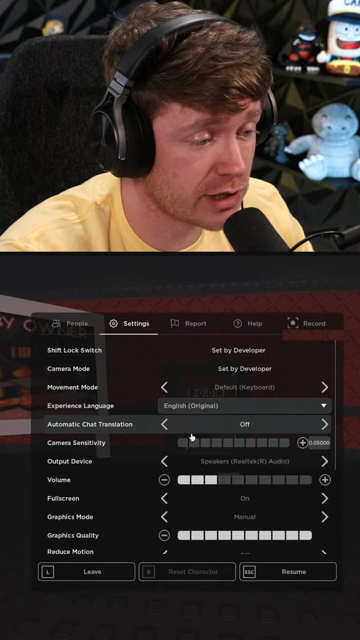 BY OWNER
People Settings Report Help Record
Shift Lock Switch Set by Developer
Camera Mode Set by Developer
Movement Mode Default (Keyboard)
Experience Language English (Original)
Automatic Chat Translation Off
Camera Sensitivity 0.05000
Output Device Speakers (Realtek(R) Audio)
Volume
Fullscreen On
Graphics Mode Manual
Graphics Quality
Reduce Motion
L Leave R Reset Character ESC Resume